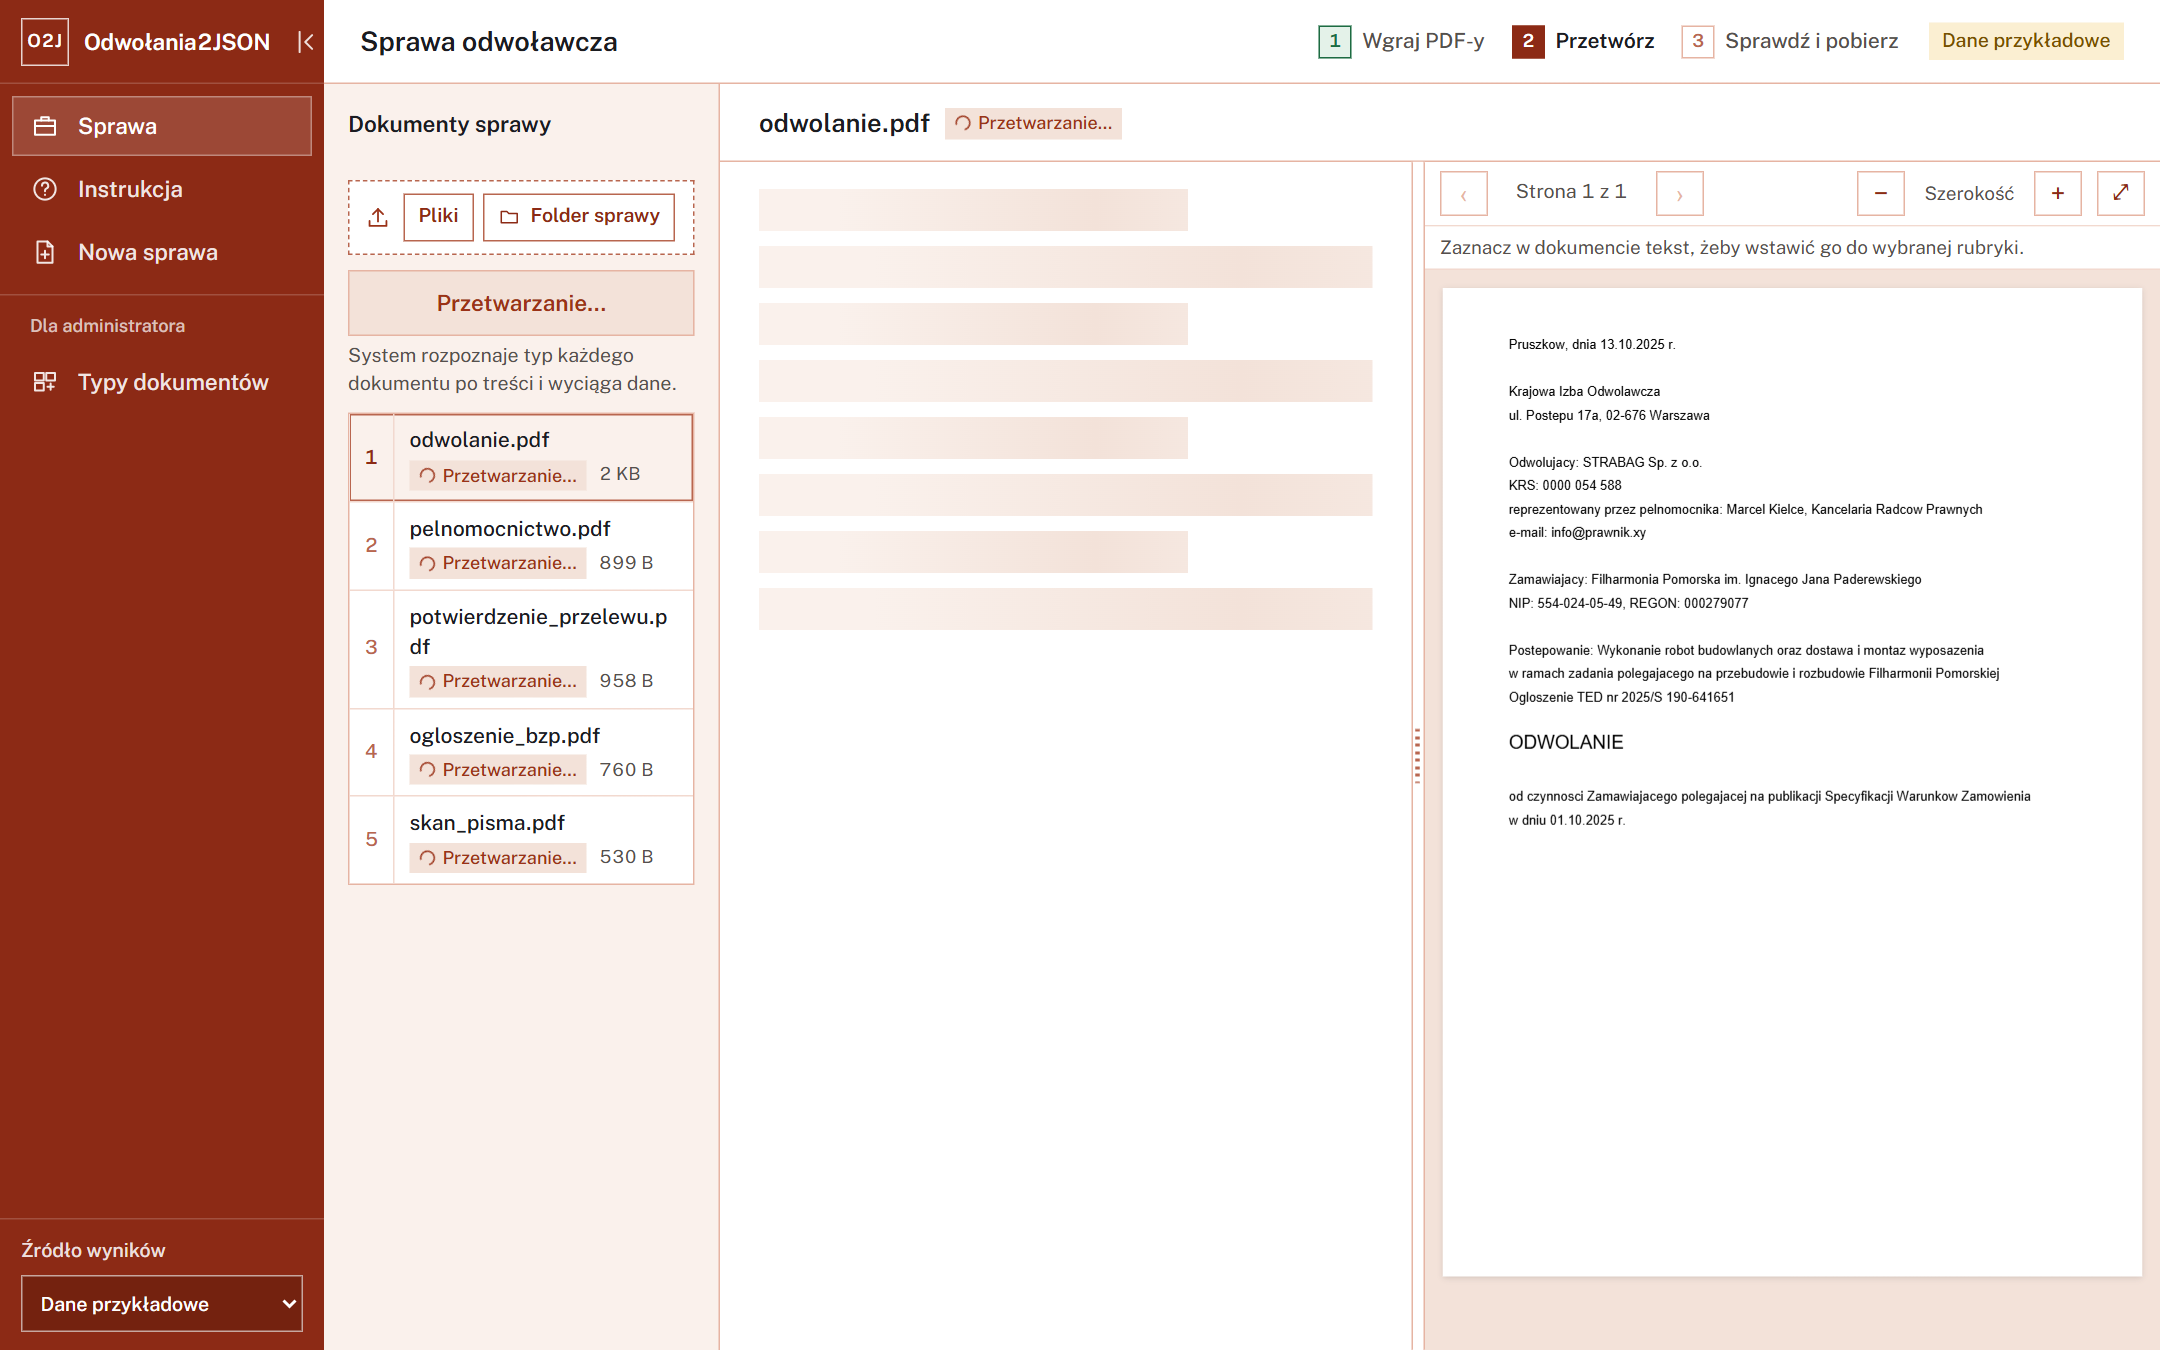 O2J
Odwołania2JSON
Sprawa
Instrukcja
Nowa sprawa
Dla administratora
Typy dokumentów
Źródło wyników
Dane przykładowe
Sprawa odwoławcza
1 Wgraj PDF-y
2 Przetwórz
3 Sprawdź i pobierz
Dane przykładowe
Dokumenty sprawy
Pliki
Folder sprawy
Przetwarzanie...
System rozpoznaje typ każdego
dokumentu po treści i wyciąga dane.
1
odwolanie.pdf
Przetwarzanie... 2 KB
2
pelnomocnictwo.pdf
Przetwarzanie... 899 B
3
potwierdzenie_przelewu.p
df
Przetwarzanie... 958 B
4
ogloszenie_bzp.pdf
Przetwarzanie... 760 B
5
skan_pisma.pdf
Przetwarzanie... 530 B
odwolanie.pdf
Przetwarzanie...
‹ Strona 1 z 1 ›
− Szerokość +
Zaznacz w dokumencie tekst, żeby wstawić go do wybranej rubryki.
Pruszkow, dnia 13.10.2025 r.
Krajowa Izba Odwolawcza
ul. Postepu 17a, 02-676 Warszawa
Odwolujacy: STRABAG Sp. z o.o.
KRS: 0000 054 588
reprezentowany przez pelnomocnika: Marcel Kielce, Kancelaria Radcow Prawnych
e-mail: info@prawnik.xy
Zamawiajacy: Filharmonia Pomorska im. Ignacego Jana Paderewskiego
NIP: 554-024-05-49, REGON: 000279077
Postepowanie: Wykonanie robot budowlanych oraz dostawa i montaz wyposazenia
w ramach zadania polegajacego na przebudowie i rozbudowie Filharmonii Pomorskiej
Ogloszenie TED nr 2025/S 190-641651
ODWOLANIE
od czynnosci Zamawiajacego polegajacej na publikacji Specyfikacji Warunkow Zamowienia
w dniu 01.10.2025 r.